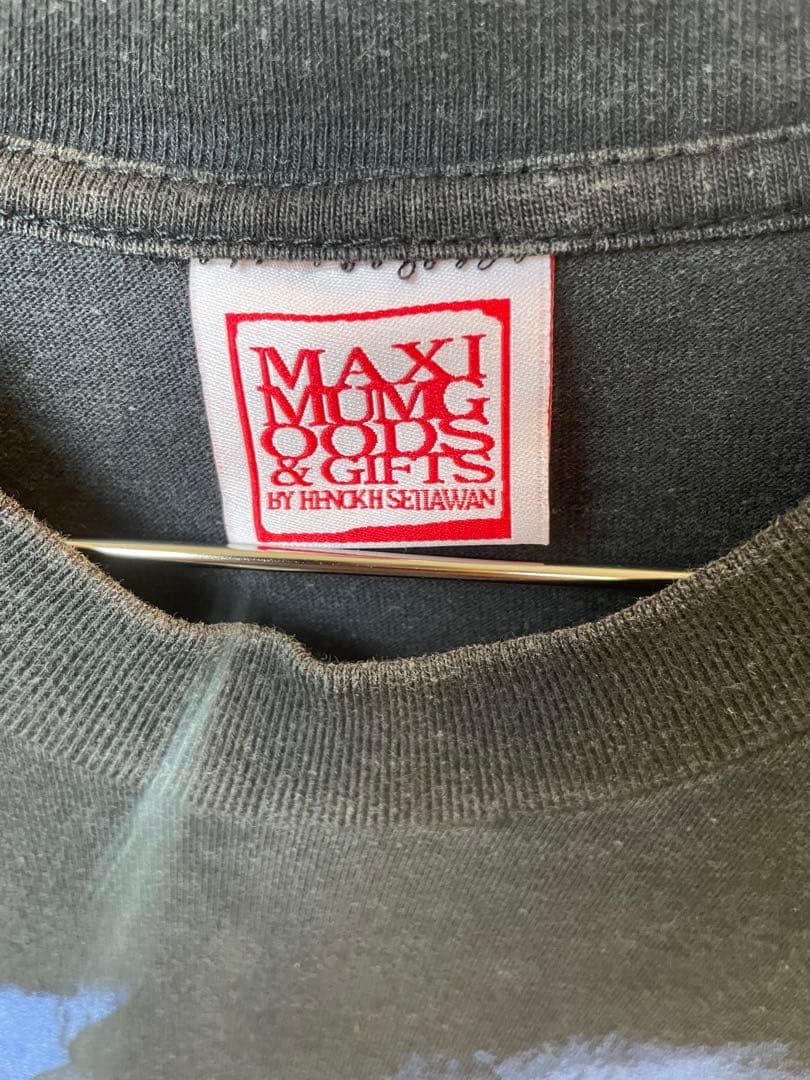 MAXI
MUMG
OODS
& GIFTS
BY HENOKH SETIAWAN